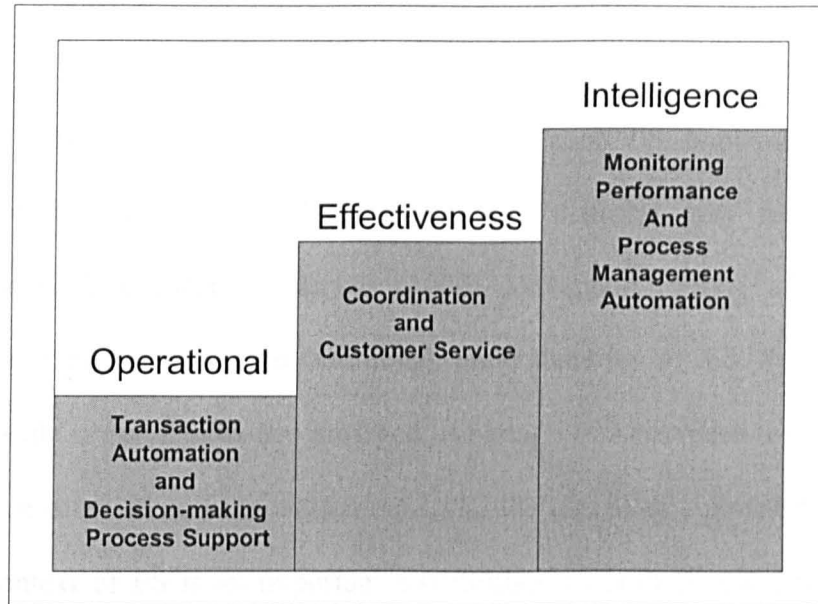 Operational
Transaction
Automation
and
Decision-making
Process Support
Effectiveness
Coordination
and
Customer Service
Intelligence
Monitoring
Performance
And
Process
Management
Automation